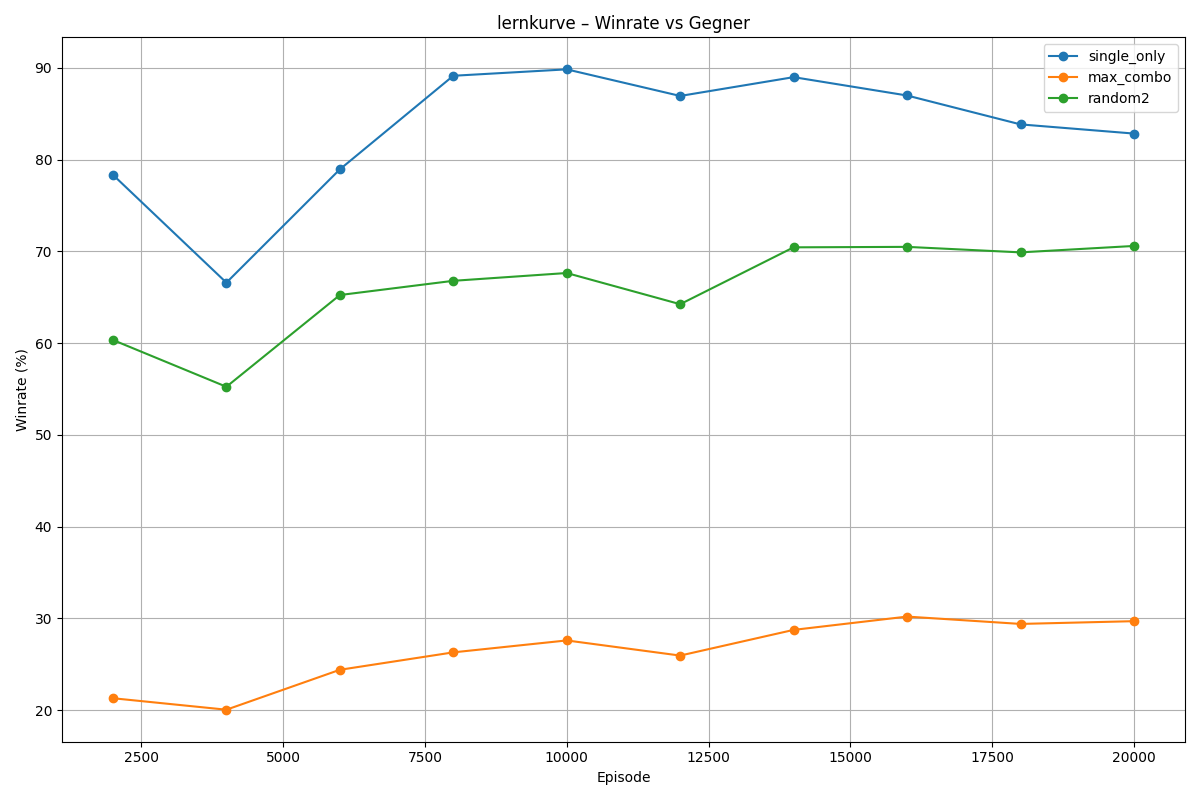 lernkurve – Winrate vs Gegner
single_only
max_combo
random2
Winrate (%)
90
80
70
60
50
40
30
20
2500 5000 7500 10000 12500 15000 17500 20000
Episode